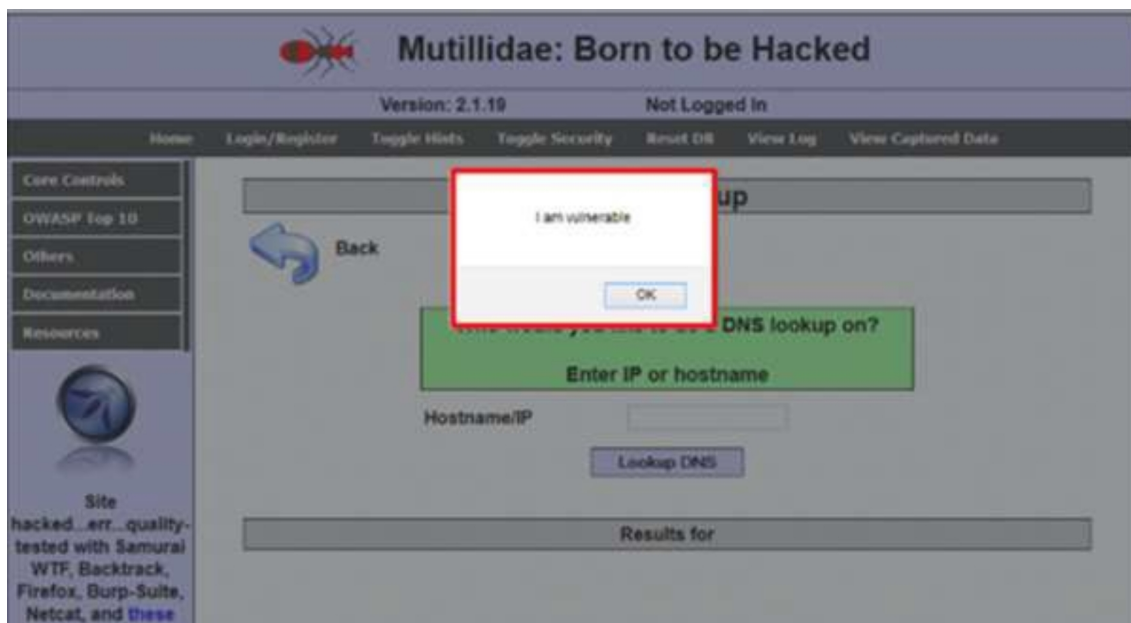 Mutillidae: Born to be Hacked
Version: 2.1.19 Not Logged In
Home Login/Register Toggle Hints Toggle Security Reset DB View Log View Captured Data
Core Controls
OWASP Top 10
Others
Documentation
Resources
up
I am vulnerable
OK
Back
DNS lookup on?
Enter IP or hostname
Hostname/IP
Lookup DNS
Results for
Site
hacked...err...quality-
tested with Samurai
WTF, Backtrack,
Firefox, Burp-Suite,
Netcat, and these